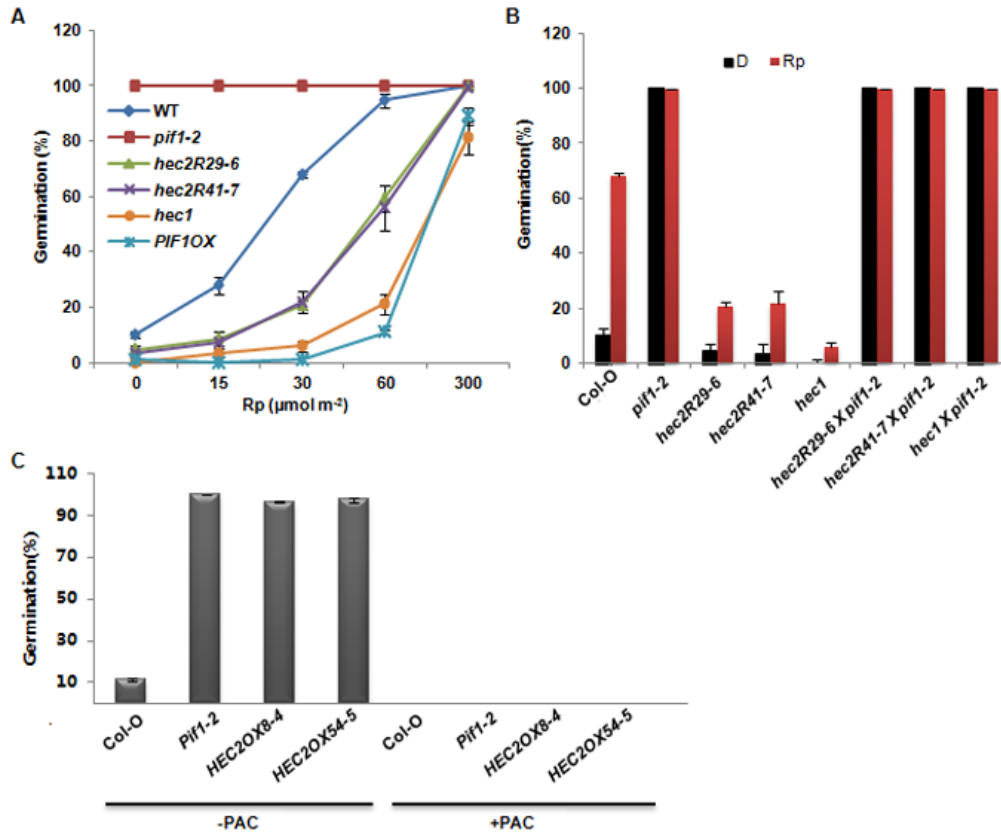 A
120
100
80
60
40
20
0
Germination (%)
WT
pif1-2
hec2R29-6
hec2R41-7
hec1
PIF1OX
0 15 30 60 300
Rp (µmol m-2)
B
D Rp
120
100
80
60
40
20
0
Germination(%)
Col-O
pif1-2
hec2R29-6
hec2R41-7
hec1
hec2R29-6 X pif1-2
hec2R41-7 X pif1-2
hec1 X pif1-2
C
110
90
70
50
30
10
Germination(%)
Col-O
Pif1-2
HEC2OX8-4
HEC2OX54-5
Col-O
Pif1-2
HEC2OX8-4
HEC2OX54-5
-PAC
+PAC